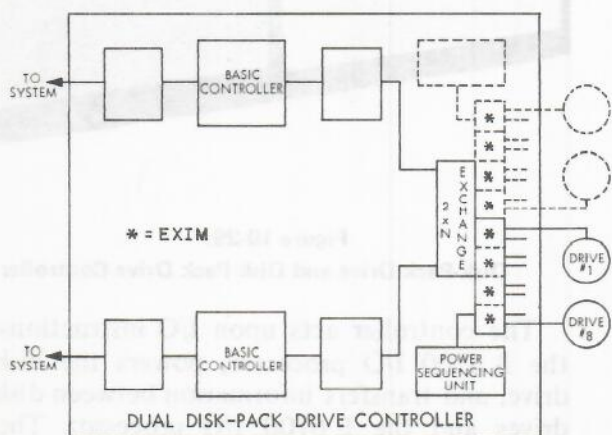 TO
SYSTEM
BASIC
CONTROLLER
*
*
*
*
*
*
*
*
2xN
EXCHANGE
* = EXIM
DRIVE
#1
DRIVE
#8
TO
SYSTEM
BASIC
CONTROLLER
POWER
SEQUENCING
UNIT
DUAL DISK-PACK DRIVE CONTROLLER